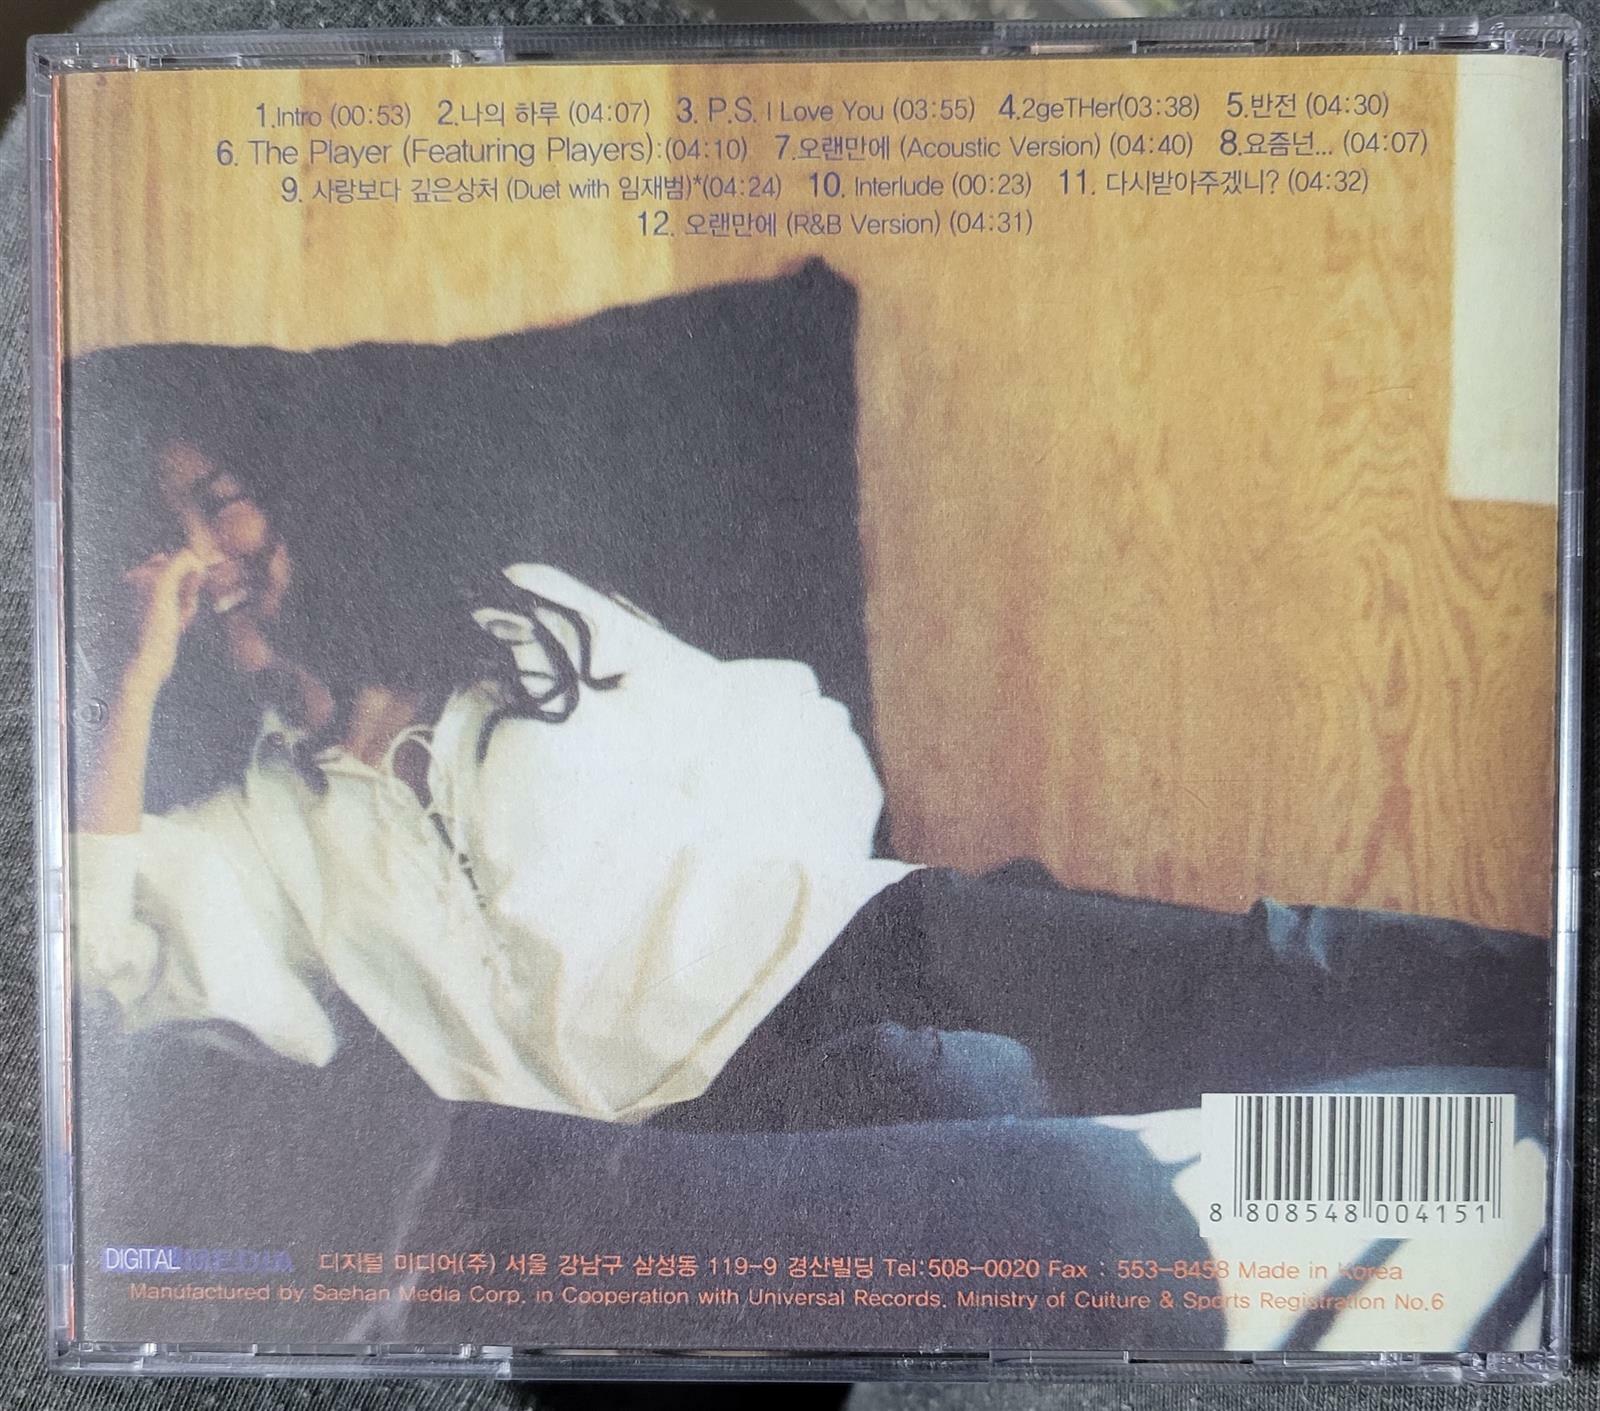 1.Intro (00:53) 2.나의 하루 (04:07) 3. P.S. I Love You (03:55) 4.2geTHer(03:38) 5.반전 (04:30)
6. The Player (Featuring Players):(04:10) 7.오랜만에 (Acoustic Version) (04:40) 8.요즘넌... (04:07)
9. 사랑보다 깊은상처 (Duet with 임재범)*(04:24) 10. Interlude (00:23) 11. 다시받아주겠니? (04:32)
12. 오랜만에 (R&B Version) (04:31)
8 808548 004151
DIGITAL MEDIA 디지털 미디어(주) 서울 강남구 삼성동 119-9 경산빌딩 Tel:508-0020 Fax : 553-8458 Made in Korea
Manufactured by Saehan Media Corp. in Cooperation with Universal Records. Ministry of Culture & Sports Registration No.6